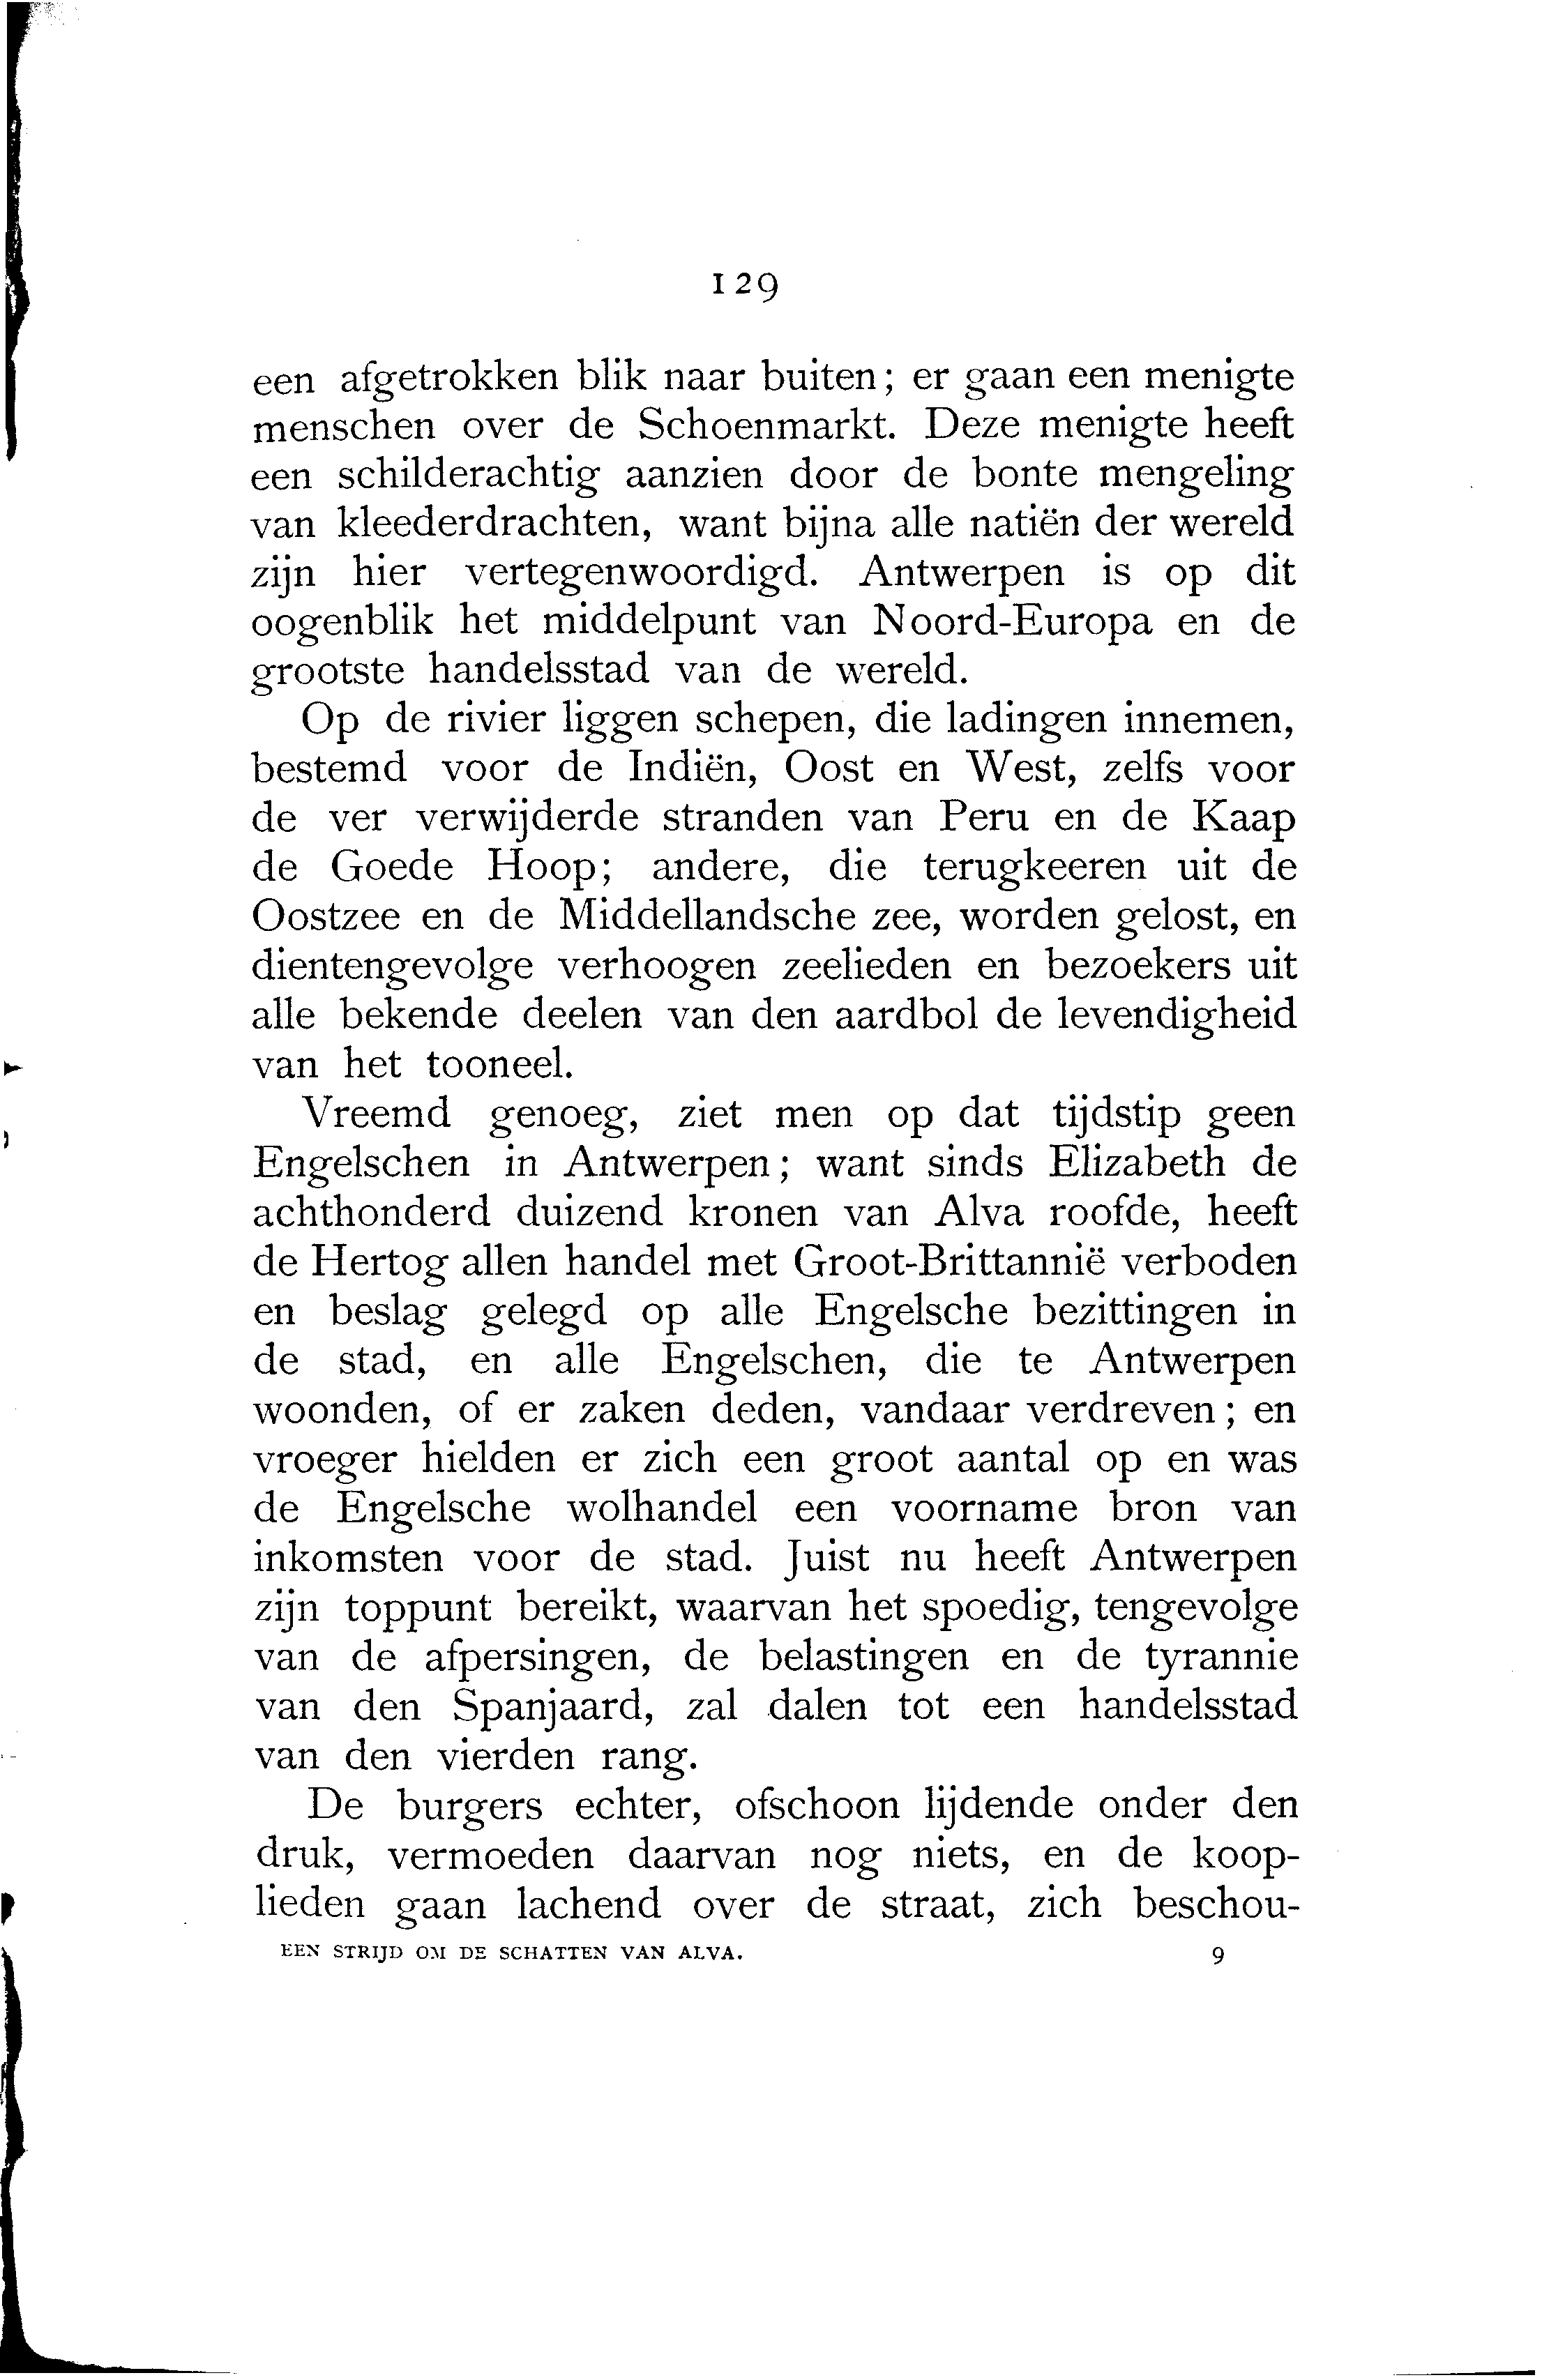 129
een afgetrokken blik naar buiten; er gaan een menigte
menschen over de Schoenmarkt. Deze menigte heeft
een schilderachtig aanzien door de bonte mengeling
van kleederdrachten, want bijna alle natiën der wereld
zijn hier vertegenwoordigd. Antwerpen is op dit
oogenblik het middelpunt van Noord-Europa en de
grootste handelsstad van de wereld.
Op de rivier liggen schepen, die ladingen innemen,
bestemd voor de Indiën, Oost en West, zelfs voor
de ver verwijderde stranden van Peru en de Kaap
de Goede Hoop; andere, die terugkeeren uit de
Oostzee en de Middellandsche zee, worden gelost, en
dientengevolge verhoogen zeelieden en bezoekers uit
alle bekende deelen van den aardbol de levendigheid
van het tooneel.
Vreemd genoeg, ziet men op dat tijdstip geen
Engelschen in Antwerpen; want sinds Elizabeth de
achthonderd duizend kronen van Alva roofde, heeft
de Hertog allen handel met Groot-Brittannië verboden
en beslag gelegd op alle Engelsche bezittingen in
de stad, en alle Engelschen, die te Antwerpen
woonden, of er zaken deden, vandaar verdreven; en
vroeger hielden er zich een groot aantal op en was
de Engelsche wolhandel een voorname bron van
inkomsten voor de stad. Juist nu heeft Antwerpen
zijn toppunt bereikt, waarvan het spoedig, tengevolge
van de afpersingen, de belastingen en de tyrannie
van den Spanjaard, zal dalen tot een handelsstad
van den vierden rang.
De burgers echter, ofschoon lijdende onder den
druk, vermoeden daarvan nog niets, en de koop-
lieden gaan lachend over de straat, zich beschou-
EEN STRIJD OM DE SCHATTEN VAN ALVA. 9